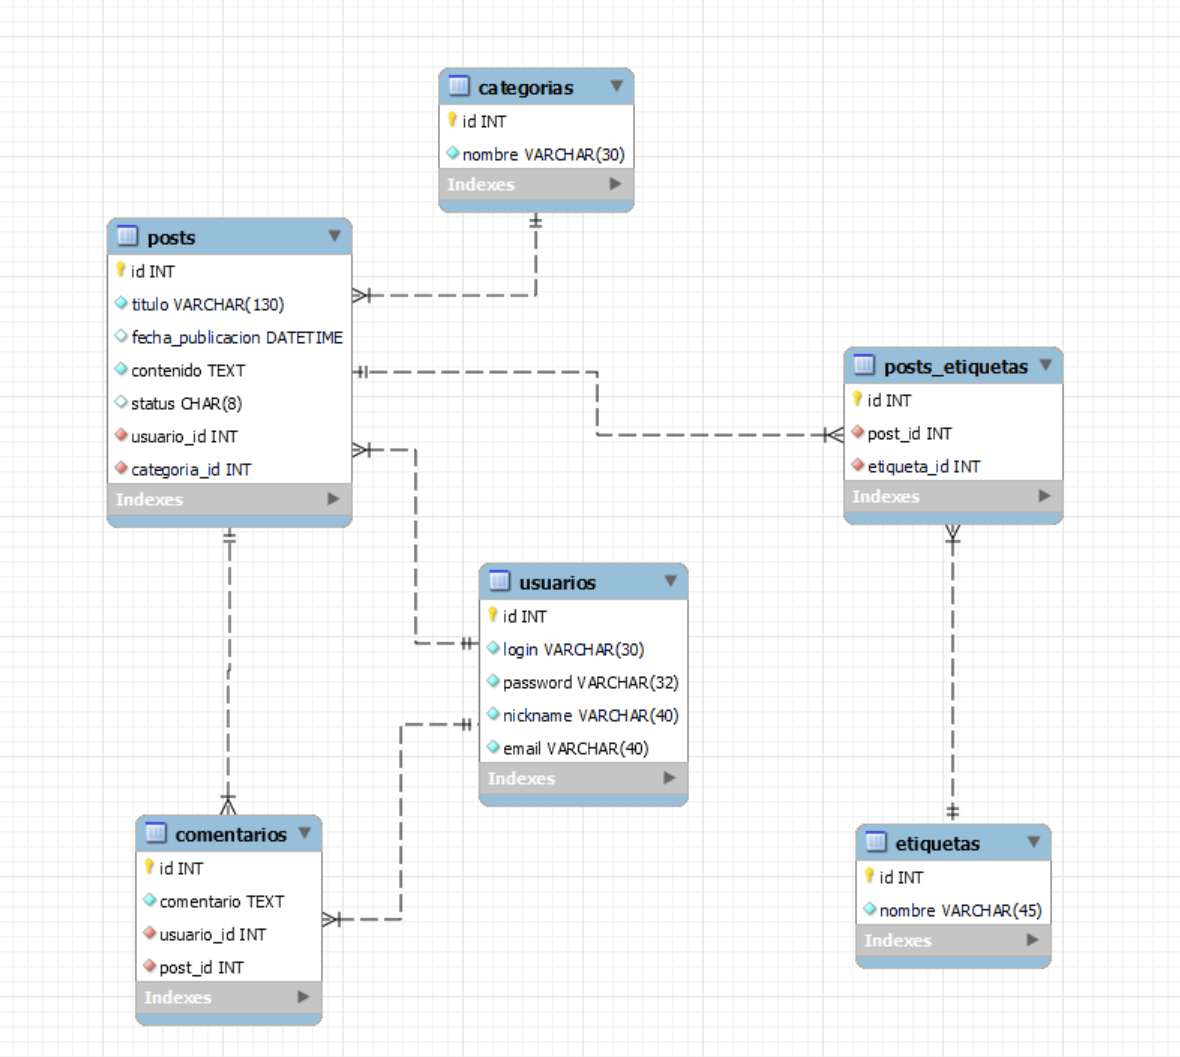 categorias
id INT
nombre VARCHAR(30)
Indexes
posts
id INT
titulo VARCHAR(130)
fecha_publicacion DATETIME
contenido TEXT
status CHAR(8)
usuario_id INT
categoria_id INT
Indexes
posts_etiquetas
id INT
post_id INT
etiqueta_id INT
Indexes
usuarios
id INT
login VARCHAR(30)
password VARCHAR(32)
nickname VARCHAR(40)
email VARCHAR(40)
Indexes
comentarios
id INT
comentario TEXT
usuario_id INT
post_id INT
Indexes
etiquetas
id INT
nombre VARCHAR(45)
Indexes